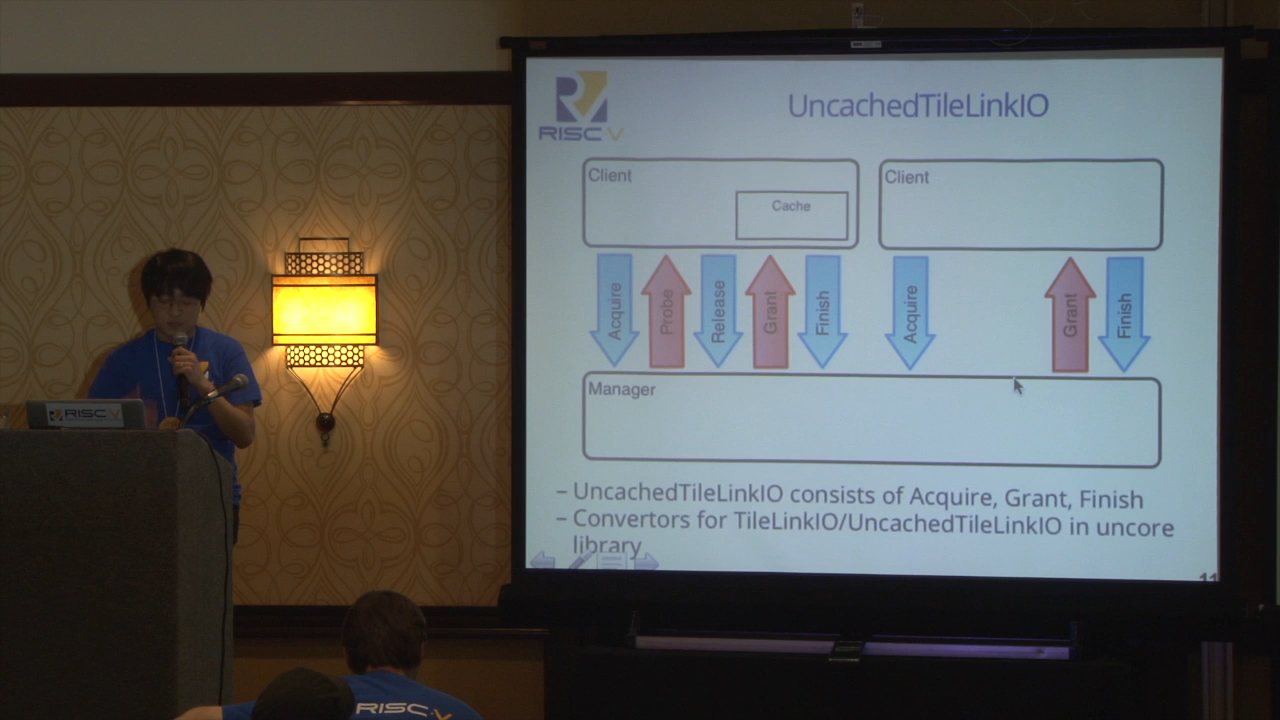 RISC-V
UncachedTileLinkIO
Client
Cache
Client
Acquire
Probe
Release
Grant
Finish
Acquire
Grant
Finish
Manager
– UncachedTileLinkIO consists of Acquire, Grant, Finish
– Convertors for TileLinkIO/UncachedTileLinkIO in uncore
library
11
RISC-V
RISC-V